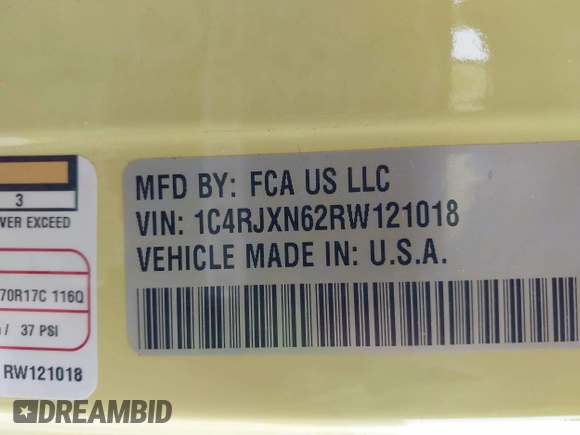 MFD BY: FCA US LLC
VIN: 1C4RJXN62RW121018
VEHICLE MADE IN: U.S.A.
3
VER EXCEED
70R17C 116Q
/ 37 PSI
RW121018
DREAMBID